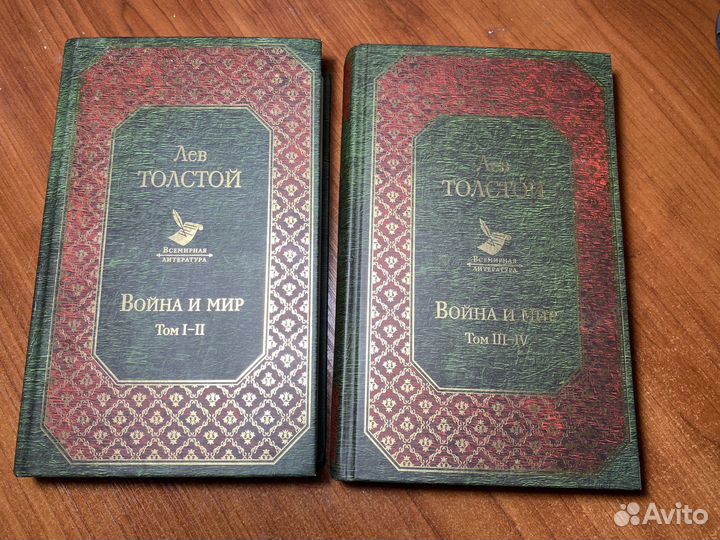 Лев
ТОЛСТОЙ
Всемирная
литература
Война и мир
Том I–II
Лев
ТОЛСТОЙ
Всемирная
литература
Война и мир
Том III–IV
Avito